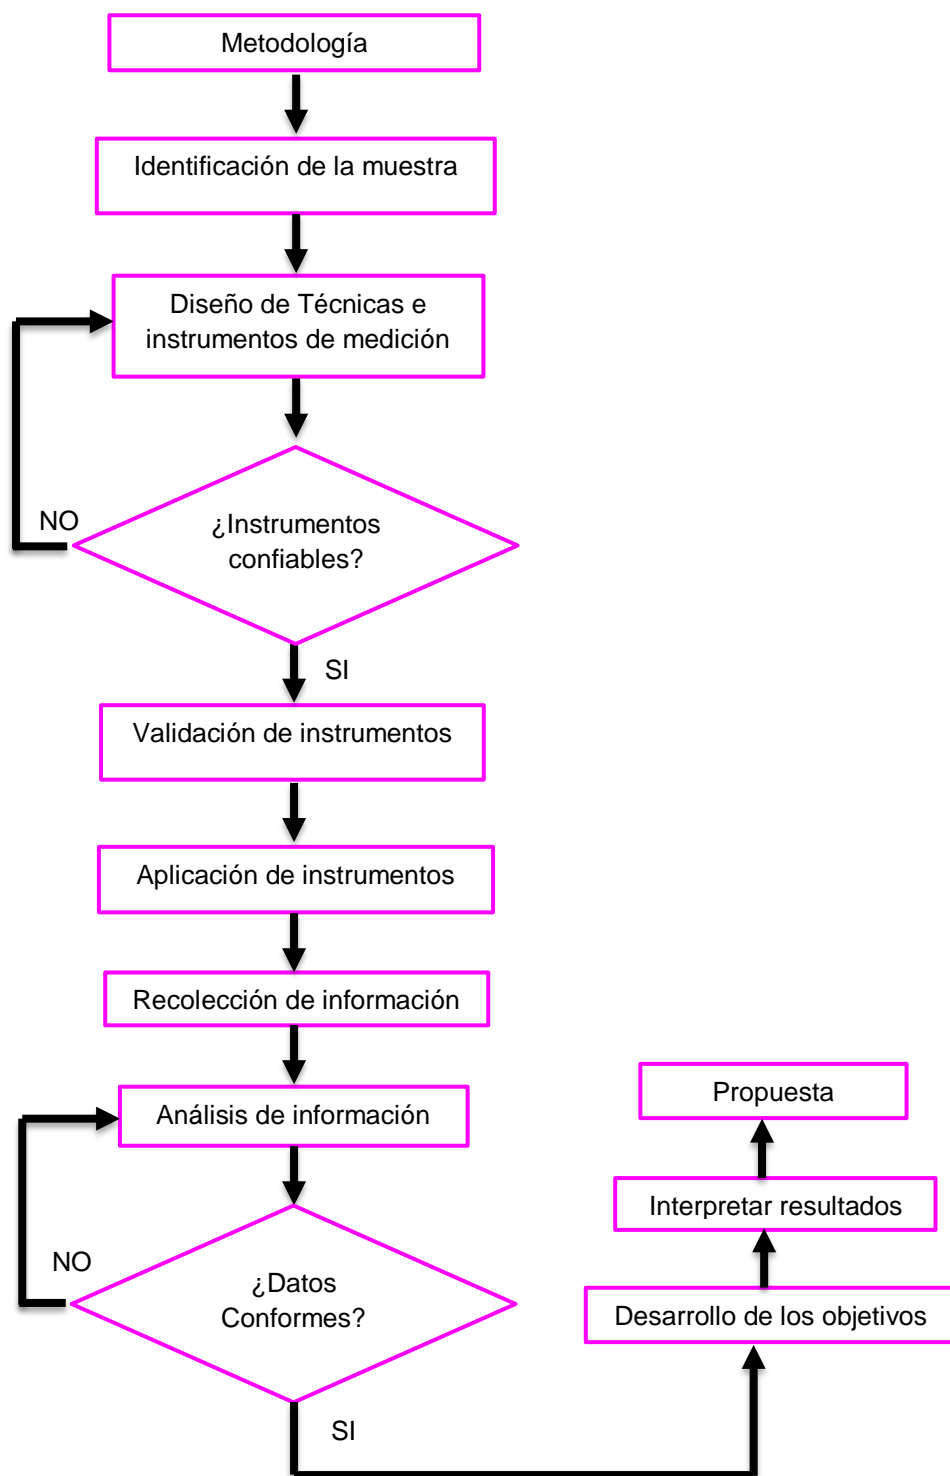 Metodología
Identificación de la muestra
Diseño de Técnicas e
instrumentos de medición
NO
¿Instrumentos
confiables?
SI
Validación de instrumentos
Aplicación de instrumentos
Recolección de información
Análisis de información
NO
¿Datos
Conformes?
SI
Desarrollo de los objetivos
Interpretar resultados
Propuesta